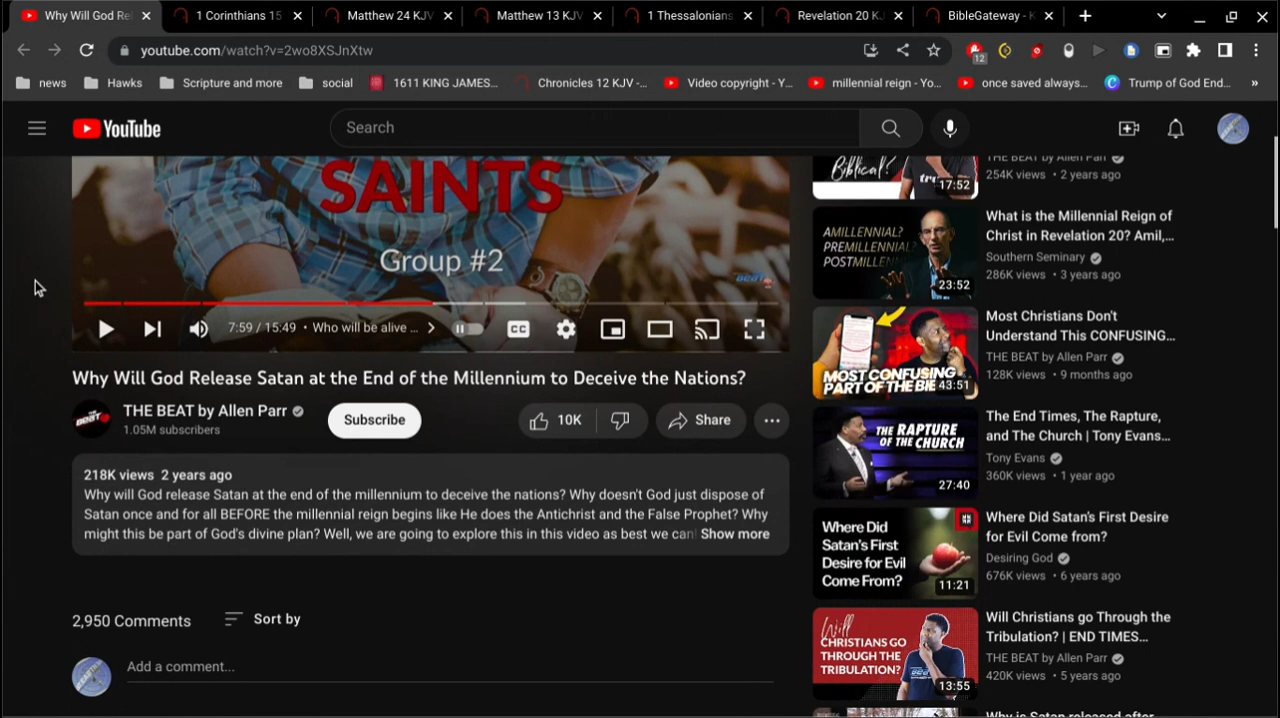 Why Will God Rel
1 Corinthians 15
Matthew 24 KJV
Matthew 13 KJV
1 Thessalonians
Revelation 20 KJ
BibleGateway - K
youtube.com/watch?v=2wo8XSJnXtw
12
news
Hawks
Scripture and more
social
1611 KING JAMES...
Chronicles 12 KJV -...
Video copyright - Y...
millennial reign - Yo...
once saved always...
Trump of God End...
»
YouTube
Search
SAINTS
Group #2
7:59 / 15:49 • Who will be alive ...
CC
Why Will God Release Satan at the End of the Millennium to Deceive the Nations?
THE BEAT by Allen Parr
1.05M subscribers
Subscribe
10K
Share
218K views 2 years ago
Why will God release Satan at the end of the millennium to deceive the nations? Why doesn't God just dispose of
Satan once and for all BEFORE the millennial reign begins like He does the Antichrist and the False Prophet? Why
might this be part of God's divine plan? Well, we are going to explore this in this video as best we can! Show more
2,950 Comments
Sort by
Add a comment...
Biblical?
17:52
THE BEAT by Allen Parr
254K views • 2 years ago
AMILLENNIAL?
PREMILLENNIAL?
POSTMILLEN
23:52
What is the Millennial Reign of
Christ in Revelation 20? Amil,...
Southern Seminary
286K views • 3 years ago
MOST CONFUSING
PART OF THE BI
43:51
Most Christians Don't
Understand This CONFUSING...
THE BEAT by Allen Parr
128K views • 9 months ago
THE RAPTURE
OF THE CHURCH
27:40
The End Times, The Rapture,
and The Church | Tony Evans...
Tony Evans
360K views • 1 year ago
Where Did
Satan's First
Desire for Evil
Come From?
11:21
Where Did Satan's First Desire
for Evil Come from?
Desiring God
676K views • 6 years ago
Will
CHRISTIANS GO
THROUGH THE
TRIBULATION?
13:55
Will Christians go Through the
Tribulation? | END TIMES...
THE BEAT by Allen Parr
420K views • 5 years ago
Why is Satan released after